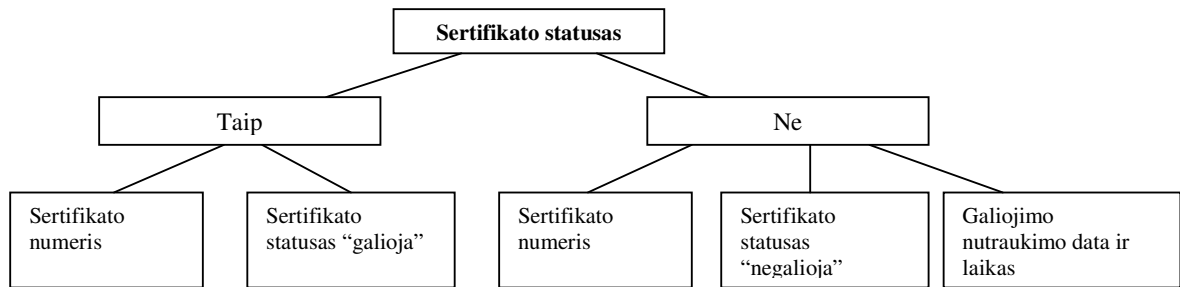 Sertifikato statusas
Taip
Ne
Sertifikato
numeris
Sertifikato
statusas “galioja”
Sertifikato
numeris
Sertifikato
statusas
“negalioja”
Galiojimo
nutraukimo data ir
laikas